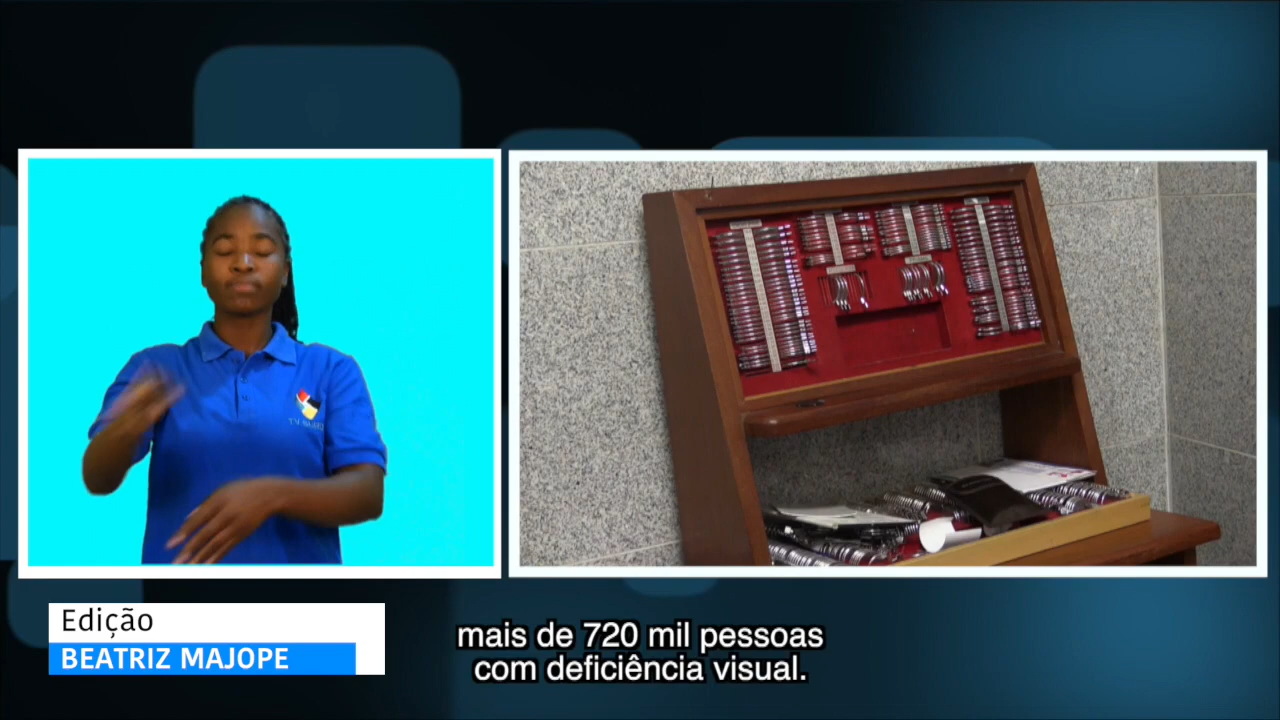 Edição
BEATRIZ MAJOPE
mais de 720 mil pessoas
com deficiência visual.